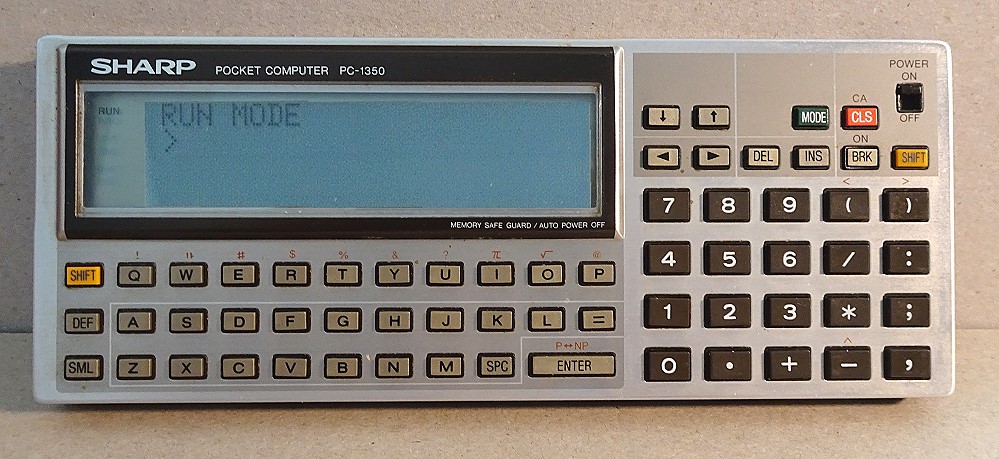 SHARP POCKET COMPUTER PC-1350
RUN
RUN MODE
>
MEMORY SAFE GUARD / AUTO POWER OFF
POWER
ON
OFF
CA
↓ ↑ MODE CLS
ON
◄ ► DEL INS BRK SHIFT
< >
7 8 9 ( )
4 5 6 / :
1 2 3 * ;
^
0 . + − ,
! " # $ % & ? π √ @
SHIFT Q W E R T Y U I O P
DEF A S D F G H J K L =
P↔NP
SML Z X C V B N M SPC ENTER